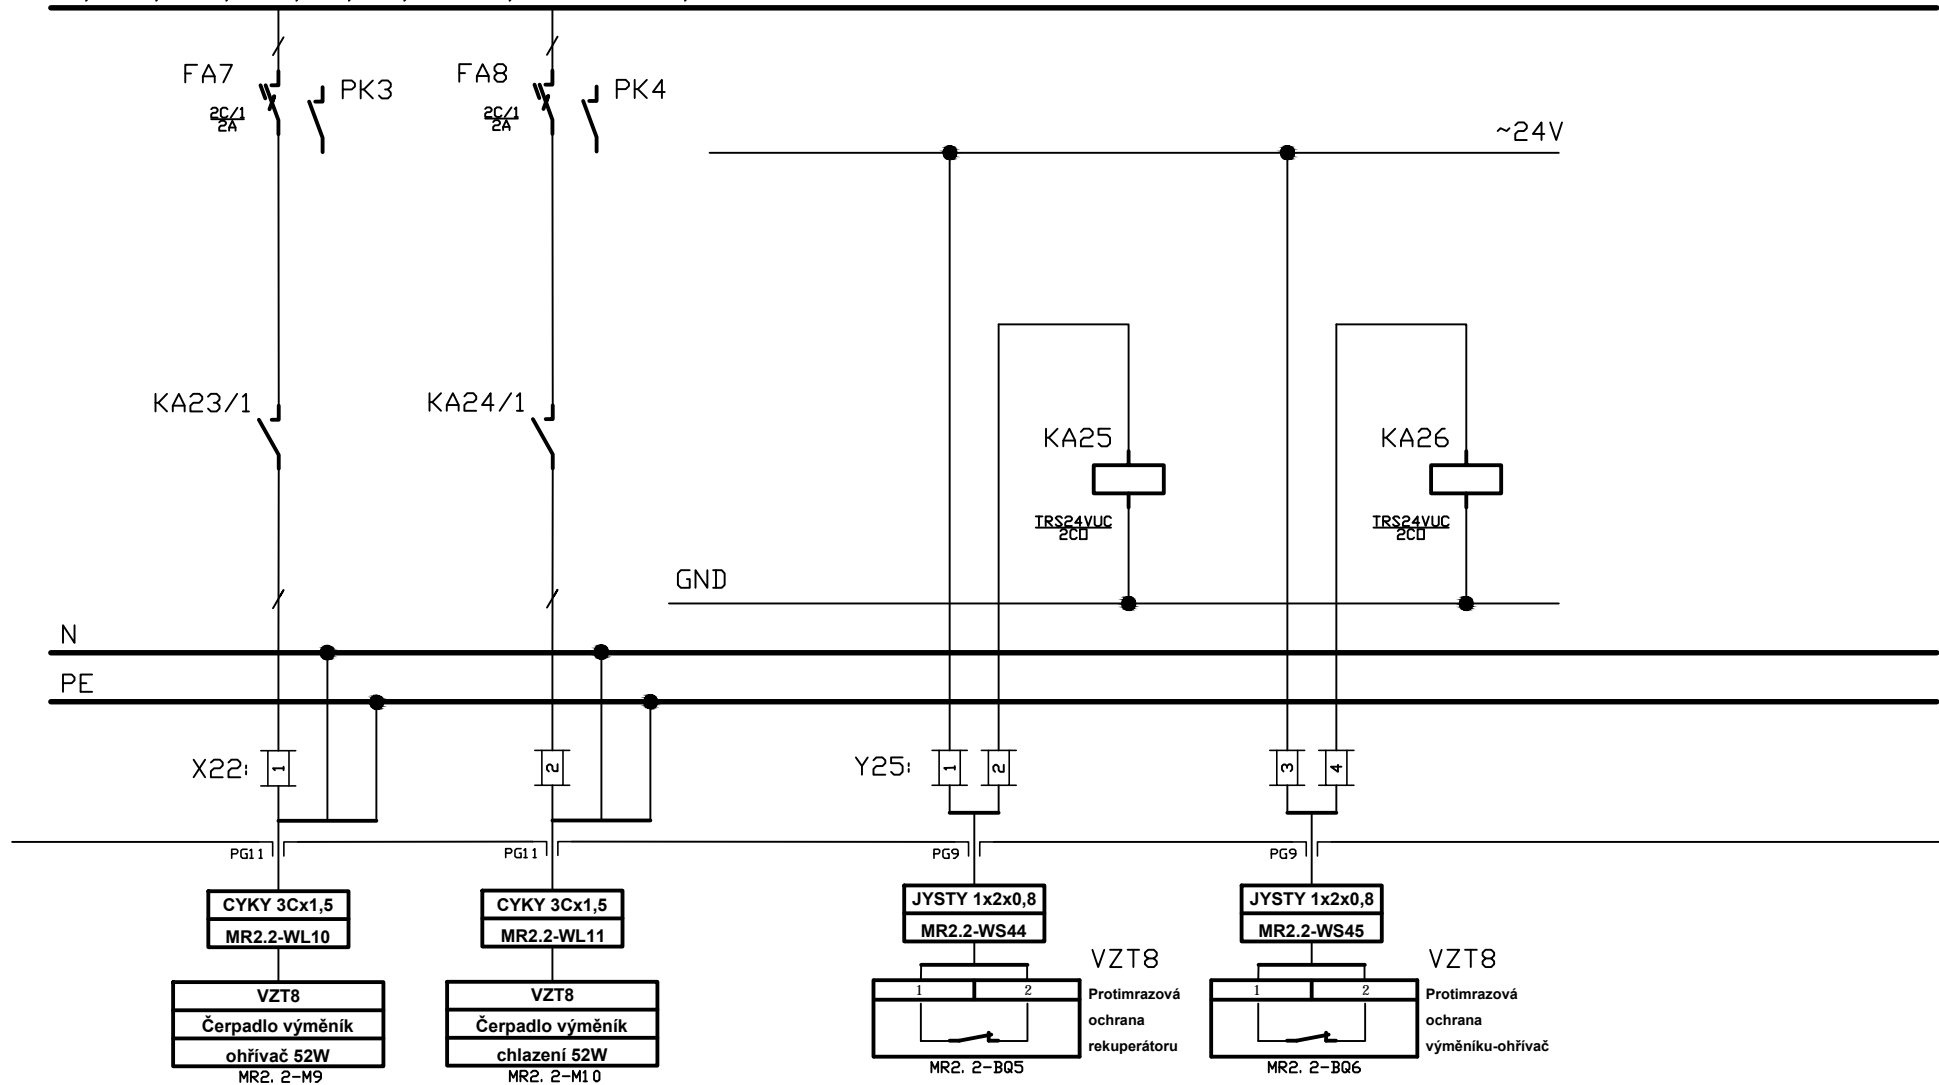 FA7
2C/1
2A
PK3
FA8
2C/1
2A
PK4
~24V
KA23/1
KA24/1
KA25
TRS24VUC
2CO
KA26
TRS24VUC
2CO
GND
N
PE
X22:
1
2
Y25:
1
2
3
4
PG11
PG11
PG9
PG9
CYKY 3Cx1,5
MR2.2-WL10
CYKY 3Cx1,5
MR2.2-WL11
JYSTY 1x2x0,8
MR2.2-WS44
JYSTY 1x2x0,8
MR2.2-WS45
VZT8
Čerpadlo výměník
ohřívač 52W
MR2. 2-M9
VZT8
Čerpadlo výměník
chlazení 52W
MR2. 2-M10
1 2
VZT8
Protimrazová
ochrana
rekuperátoru
MR2. 2-BQ5
1 2
VZT8
Protimrazová
ochrana
výměníku-ohřívač
MR2. 2-BQ6